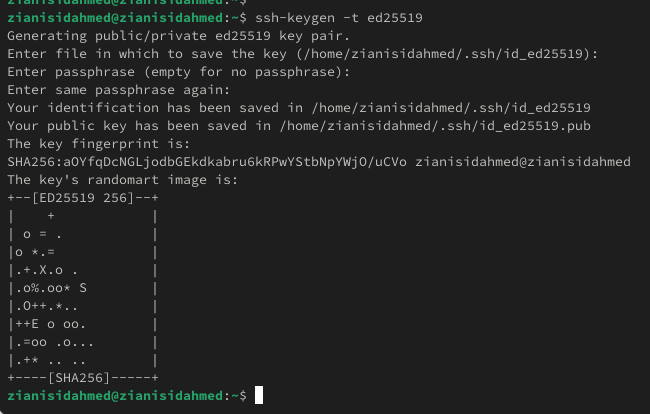 zianisidahmed@zianisidahmed:~$
zianisidahmed@zianisidahmed:~$ ssh-keygen -t ed25519
Generating public/private ed25519 key pair.
Enter file in which to save the key (/home/zianisidahmed/.ssh/id_ed25519):
Enter passphrase (empty for no passphrase):
Enter same passphrase again:
Your identification has been saved in /home/zianisidahmed/.ssh/id_ed25519
Your public key has been saved in /home/zianisidahmed/.ssh/id_ed25519.pub
The key fingerprint is:
SHA256:aOYfqDcNGLjodbGEkdkabru6kRPwYStbNpYWjO/uCVo zianisidahmed@zianisidahmed
The key's randomart image is:
+--[ED25519 256]--+
|    +            |
| o = .           |
|o *.=            |
|.+.X.o .         |
|.o%.oo* S        |
|.O++.*..         |
|++E o oo.        |
|.=oo .o...       |
|.+* .. ..        |
+----[SHA256]-----+
zianisidahmed@zianisidahmed:~$